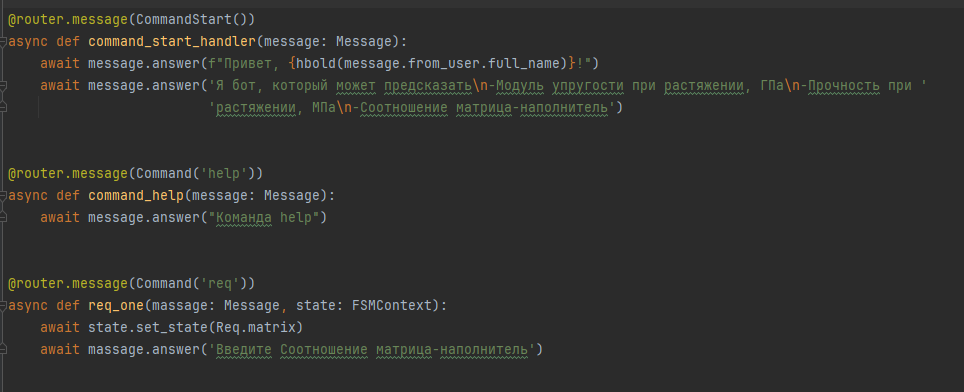 @router.message(CommandStart())
async def command_start_handler(message: Message):
    await message.answer(f"Привет, {hbold(message.from_user.full_name)}!")
    await message.answer('Я бот, который может предсказать\n-Модуль упругости при растяжении, ГПа\n-Прочность при '
                         'растяжении, МПа\n-Соотношение матрица-наполнитель')
@router.message(Command('help'))
async def command_help(message: Message):
    await message.answer("Команда help")
@router.message(Command('req'))
async def req_one(massage: Message, state: FSMContext):
    await state.set_state(Req.matrix)
    await massage.answer('Введите Соотношение матрица-наполнитель')